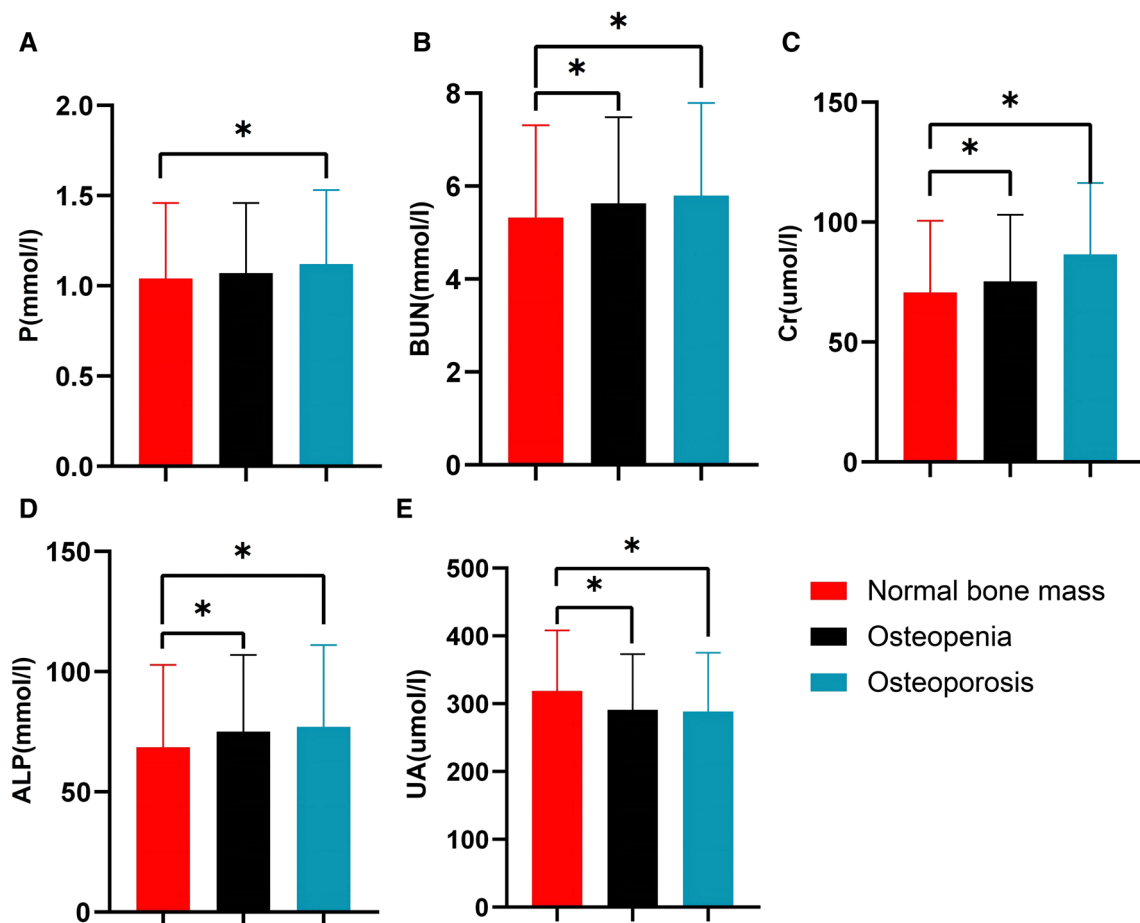 A
P(mmol/l)
2.0
1.5
1.0
0.5
0.0
*
B
BUN(mmol/l)
8
6
4
2
0
*
*
C
Cr(umol/l)
150
100
50
0
*
*
D
ALP(mmol/l)
150
100
50
0
*
*
E
UA(umol/l)
500
400
300
200
100
0
*
*
Normal bone mass
Osteopenia
Osteoporosis